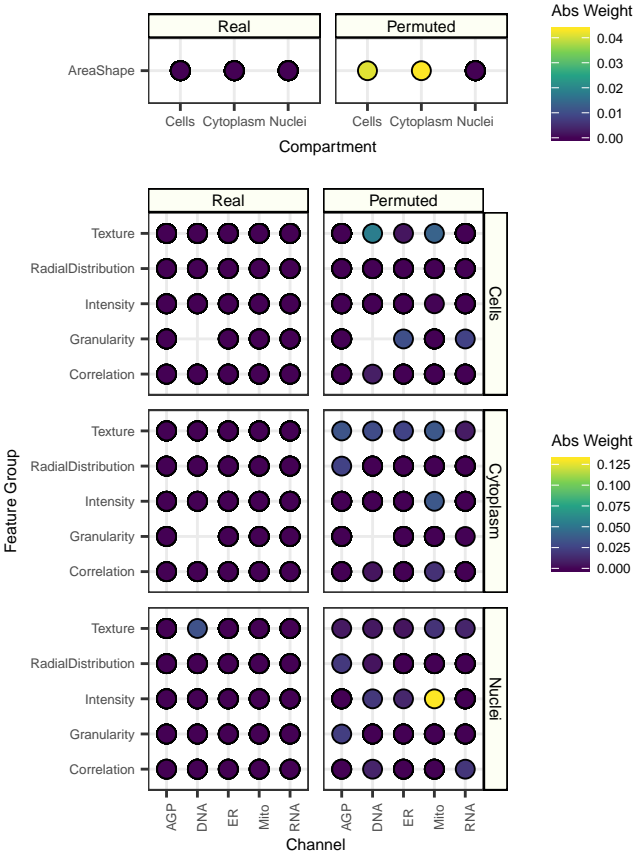 Abs Weight
Real
Permuted
0.04
0.03
0.02
0.01
0.00
AreaShape
Cells
Cytoplasm
Nuclei
Cells
Cytoplasm
Nuclei
Compartment
Real
Permuted
Texture
RadialDistribution
Intensity
Granularity
Correlation
Cells
Texture
RadialDistribution
Intensity
Granularity
Correlation
Cytoplasm
Feature Group
Abs Weight
0.125
0.100
0.075
0.050
0.025
0.000
Texture
RadialDistribution
Intensity
Granularity
Correlation
Nuclei
AGP
DNA
ER
Mito
RNA
AGP
DNA
ER
Mito
RNA
Channel